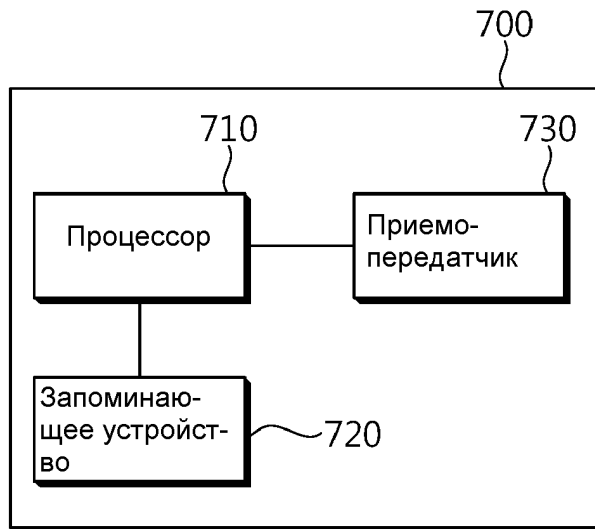 700
710
730
Процессор
Приемо-
передатчик
Запоминаю-
щее устройст-
во
720